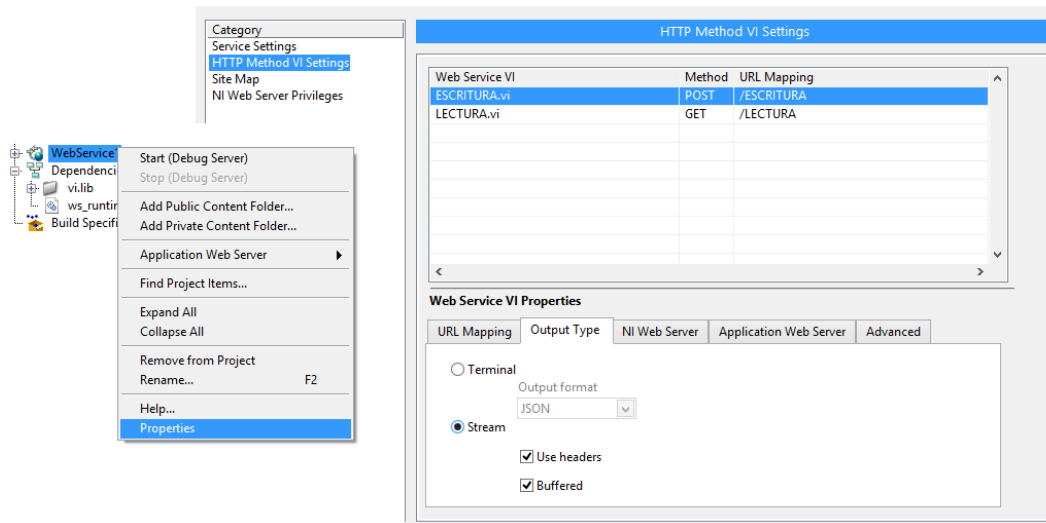 Category
Service Settings
HTTP Method VI Settings
Site Map
NI Web Server Privileges
HTTP Method VI Settings
Web Service VI Method URL Mapping
ESCRITURA.vi POST /ESCRITURA
LECTURA.vi GET /LECTURA
WebService
Dependenci
vi.lib
ws_runtin
Build Specifi
Start (Debug Server)
Stop (Debug Server)
Add Public Content Folder...
Add Private Content Folder...
Application Web Server
Find Project Items...
Expand All
Collapse All
Remove from Project
Rename... F2
Help...
Properties
Web Service VI Properties
URL Mapping Output Type NI Web Server Application Web Server Advanced
Terminal
Output format
JSON
Stream
Use headers
Buffered